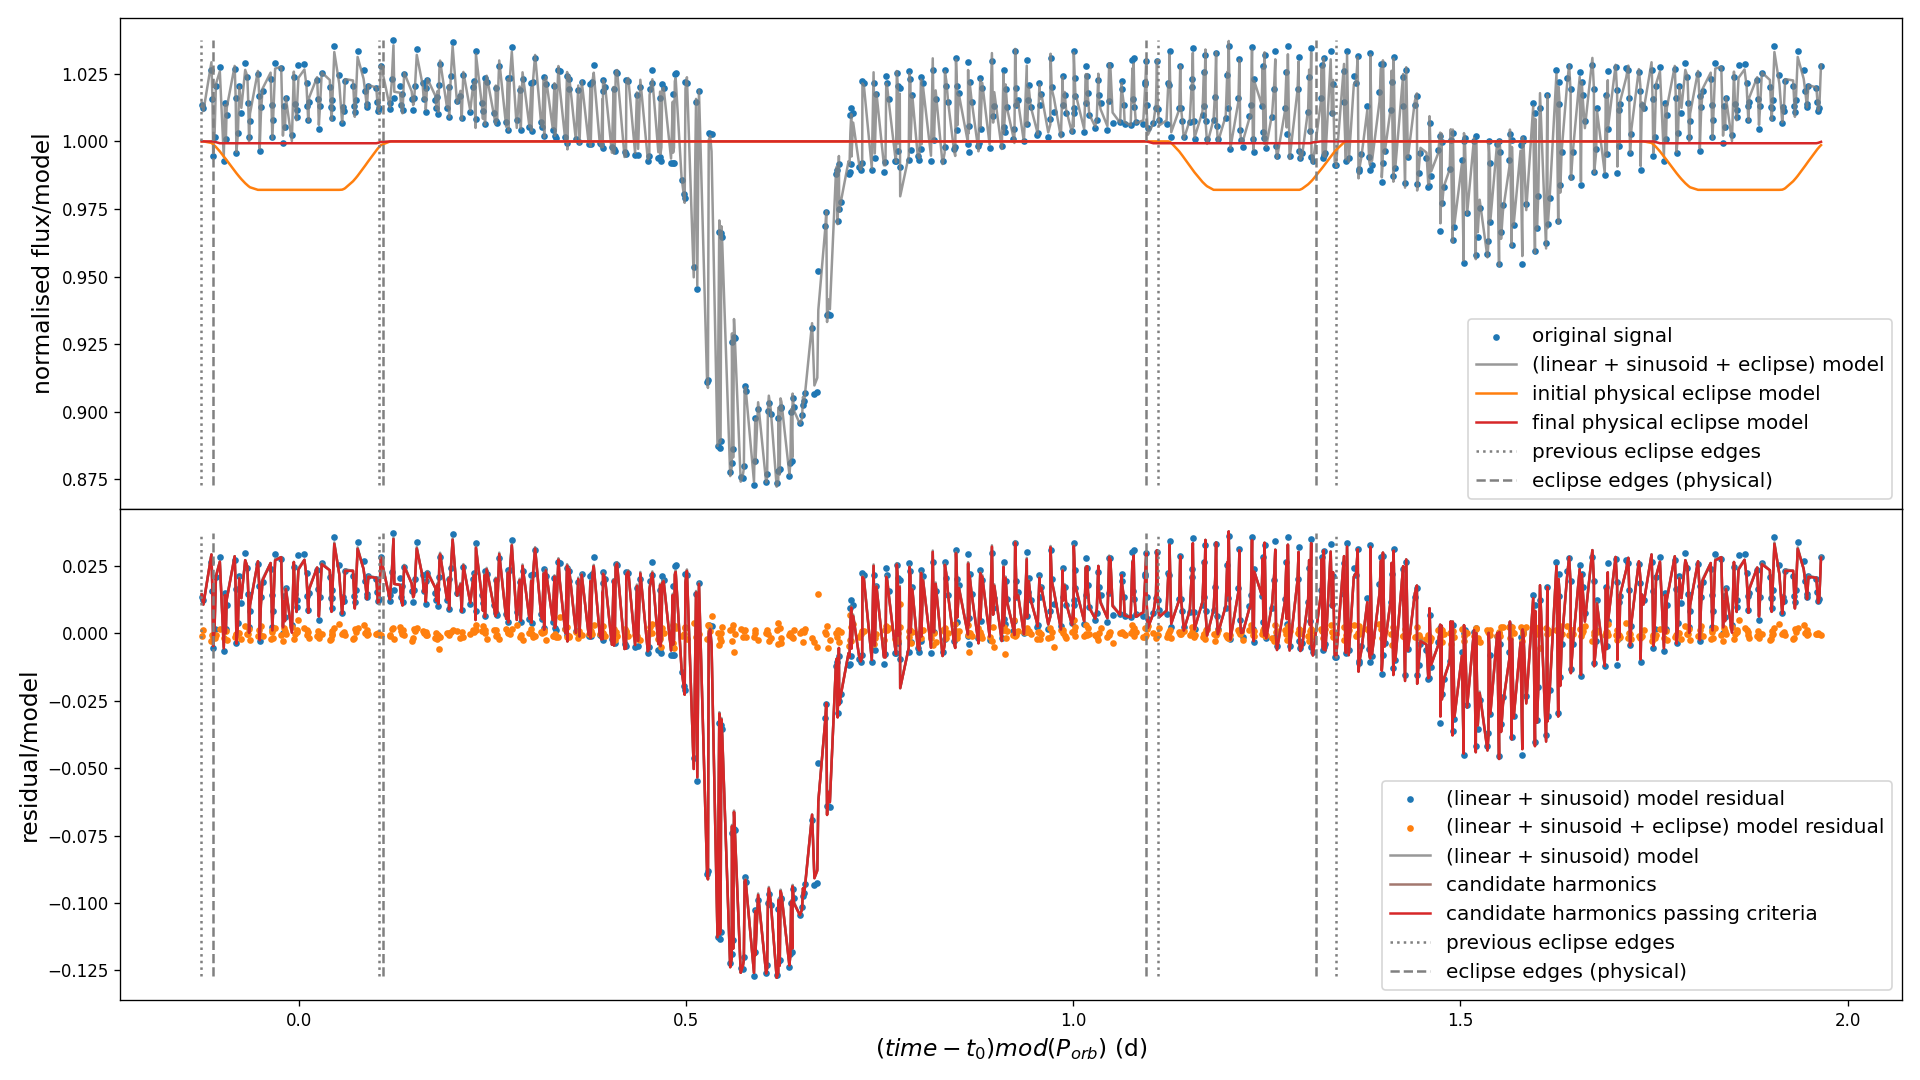 normalised flux/model
1.025
1.000
0.975
0.950
0.925
0.900
0.875
original signal
(linear + sinusoid + eclipse) model
initial physical eclipse model
final physical eclipse model
previous eclipse edges
eclipse edges (physical)
residual/model
0.025
0.000
−0.025
−0.050
−0.075
−0.100
−0.125
(linear + sinusoid) model residual
(linear + sinusoid + eclipse) model residual
(linear + sinusoid) model
candidate harmonics
candidate harmonics passing criteria
previous eclipse edges
eclipse edges (physical)
0.0 0.5 1.0 1.5 2.0
(time − t₀)mod(P_orb) (d)